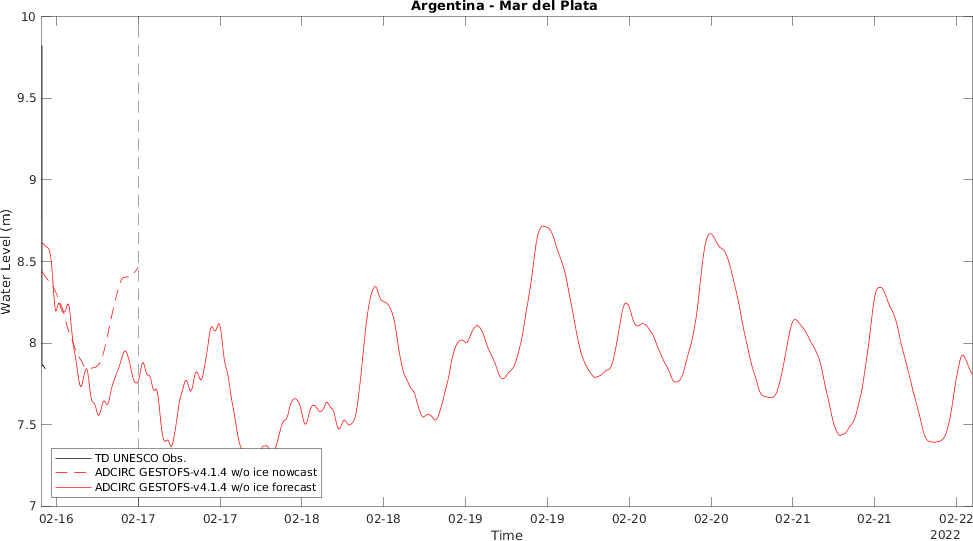 Argentina - Mar del Plata
10
9.5
9
8.5
8
7.5
7
Water Level (m)
TD UNESCO Obs.
ADCIRC GESTOFS-v4.1.4 w/o ice nowcast
ADCIRC GESTOFS-v4.1.4 w/o ice forecast
02-16 02-17 02-17 02-18 02-18 02-19 02-19 02-20 02-20 02-21 02-21 02-22
Time
2022